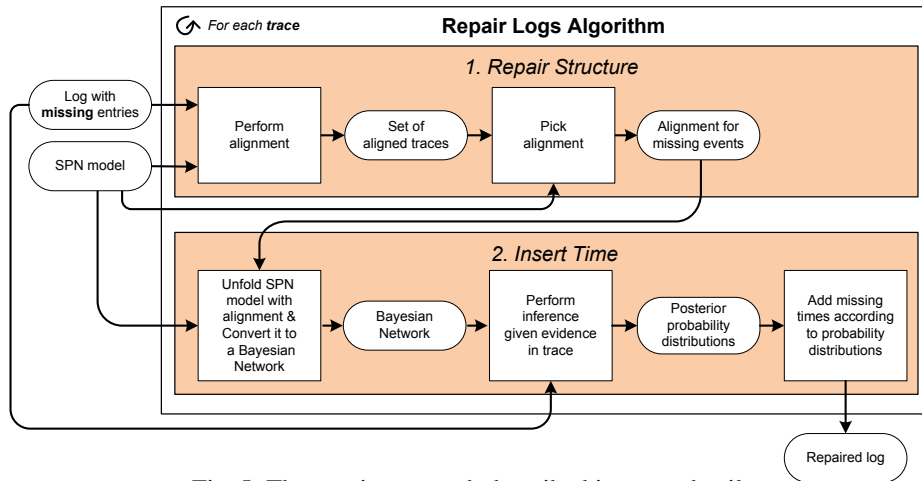 For each trace
Repair Logs Algorithm
1. Repair Structure
Log with
missing entries
SPN model
Perform
alignment
Set of
aligned traces
Pick
alignment
Alignment for
missing events
2. Insert Time
Unfold SPN
model with
alignment &
Convert it to
a Bayesian
Network
Bayesian
Network
Perform
inference
given evidence
in trace
Posterior
probability
distributions
Add missing
times according
to probability
distributions
Repaired log